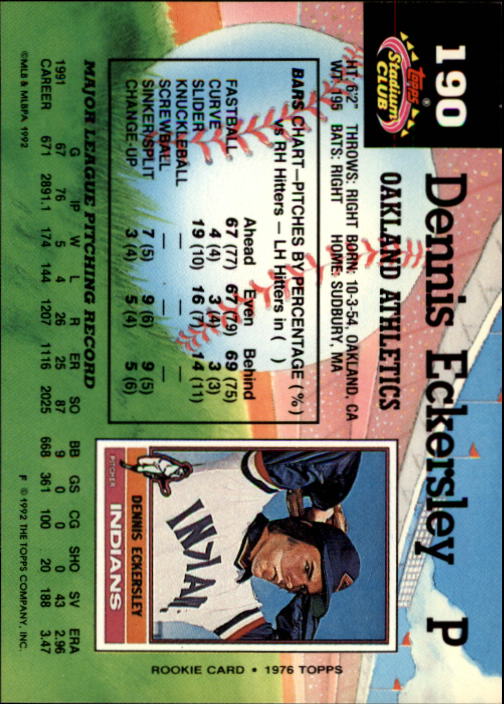 190
Dennis Eckersley P
Topps
Stadium
CLUB®
OAKLAND ATHLETICS
HT: 6'2" THROWS: RIGHT BORN: 10-3-54, OAKLAND, CA
WT: 195 BATS: RIGHT HOME: SUDBURY, MA
BARS CHART—PITCHES BY PERCENTAGE (%)
vs RH Hitters — LH Hitters in ( )
Ahead Even Behind
FASTBALL 67 (77) 67 (79) 69 (75)
CURVE 4 (4) 3 (4) 3 (3)
SLIDER 19 (10) 16 (7) 14 (11)
KNUCKLEBALL — — —
SCREWBALL — — —
SINKER/SPLIT 7 (5) 9 (6) 9 (5)
CHANGE-UP 3 (4) 5 (4) 5 (6)
INDIAN
PITCHER
DENNIS ECKERSLEY
INDIANS
ROOKIE CARD • 1976 TOPPS
MAJOR LEAGUE PITCHING RECORD
G IP W L R ER SO BB GS CG SHO SV ERA
1991 67 76 5 4 26 25 87 9 0 0 0 43 2.96
CAREER 671 2891.1 174 144 1207 1116 2025 668 361 100 20 188 3.47
©MLB & MLBPA 1992
F © 1992 THE TOPPS COMPANY, INC.